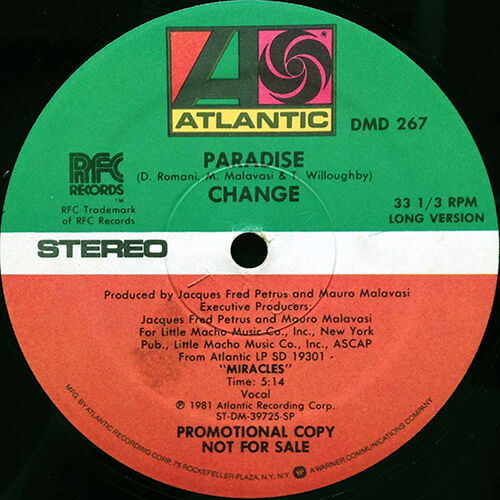 ATLANTIC
DMD 267
PARADISE
(D. Romani, M. Malavasi & T. Willoughby)
CHANGE
RFC
RECORDS
TM
RFC Trademark
of RFC Records
33 1/3 RPM
LONG VERSION
STEREO
Produced by Jacques Fred Petrus and Mauro Malavasi
Executive Producers:
Jacques Fred Petrus and Mauro Malavasi
For Little Macho Music Co., Inc., New York
Pub., Little Macho Music Co., Inc., ASCAP
From Atlantic LP SD 19301 -
"MIRACLES"
Time: 5:14
Vocal
℗ 1981 Atlantic Recording Corp.
ST-DM-39725-SP
PROMOTIONAL COPY
NOT FOR SALE
MFG. BY ATLANTIC RECORDING CORP. 75 ROCKEFELLER PLAZA, N.Y. N.Y. A WARNER COMMUNICATIONS COMPANY